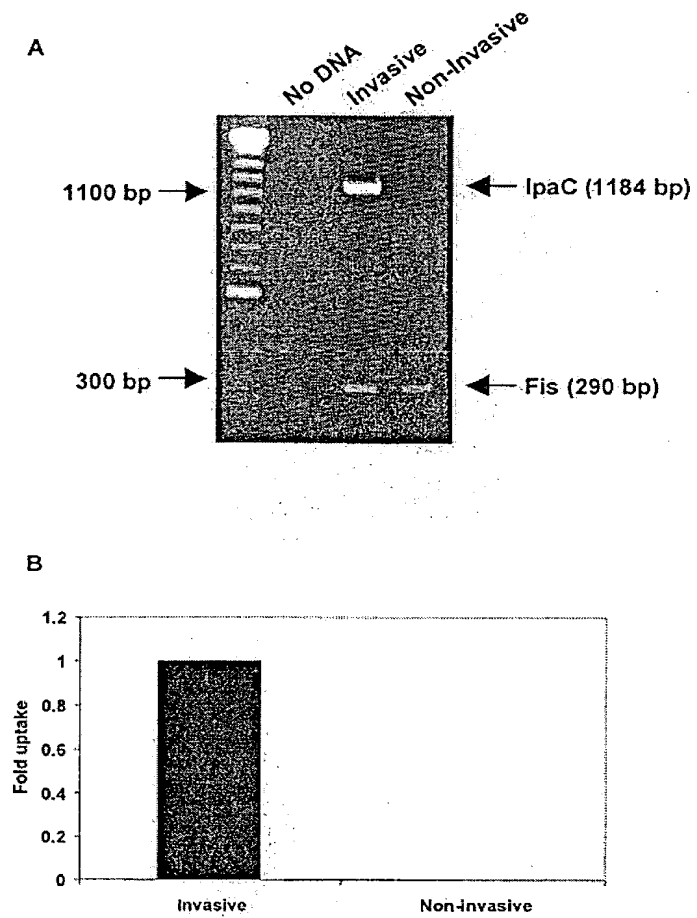 A
No DNA
Invasive
Non-Invasive
1100 bp
IpaC (1184 bp)
300 bp
Fis (290 bp)
B
1.2
1
0.8
0.6
0.4
0.2
0
Fold uptake
Invasive
Non-Invasive